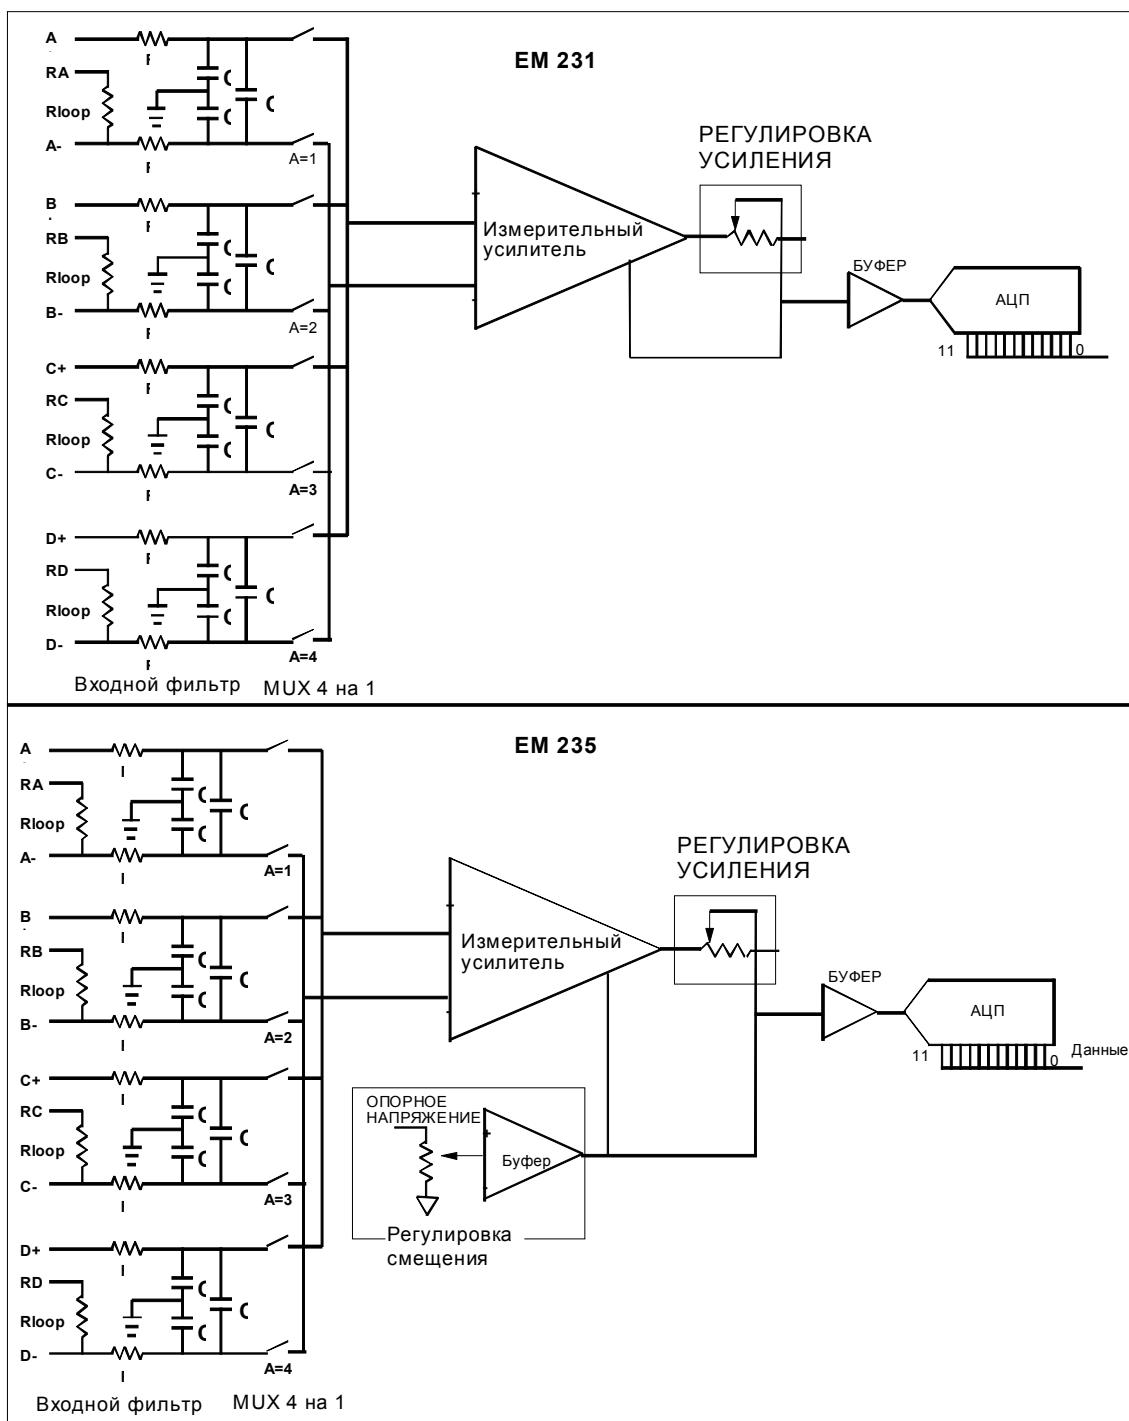 EM 231
A
F
RA
Rloop
C
C
C
A-
F
A=1
B
F
RB
Rloop
C
C
C
B-
F
A=2
C+
F
RC
Rloop
C
C
C
C-
F
A=3
D+
F
RD
Rloop
C
C
C
D-
F
A=4
Входной фильтр
MUX 4 на 1
Измерительный
усилитель
РЕГУЛИРОВКА
УСИЛЕНИЯ
БУФЕР
АЦП
11
0
EM 235
A
RA
Rloop
C
C
C
A-
A=1
B
RB
Rloop
C
C
C
B-
A=2
C+
RC
Rloop
C
C
C
C-
A=3
D+
RD
Rloop
C
C
C
D-
A=4
Входной фильтр
MUX 4 на 1
Измерительный
усилитель
РЕГУЛИРОВКА
УСИЛЕНИЯ
БУФЕР
АЦП
11
0
Данные
ОПОРНОЕ
НАПРЯЖЕНИЕ
+
-
Буфер
Регулировка
смещения